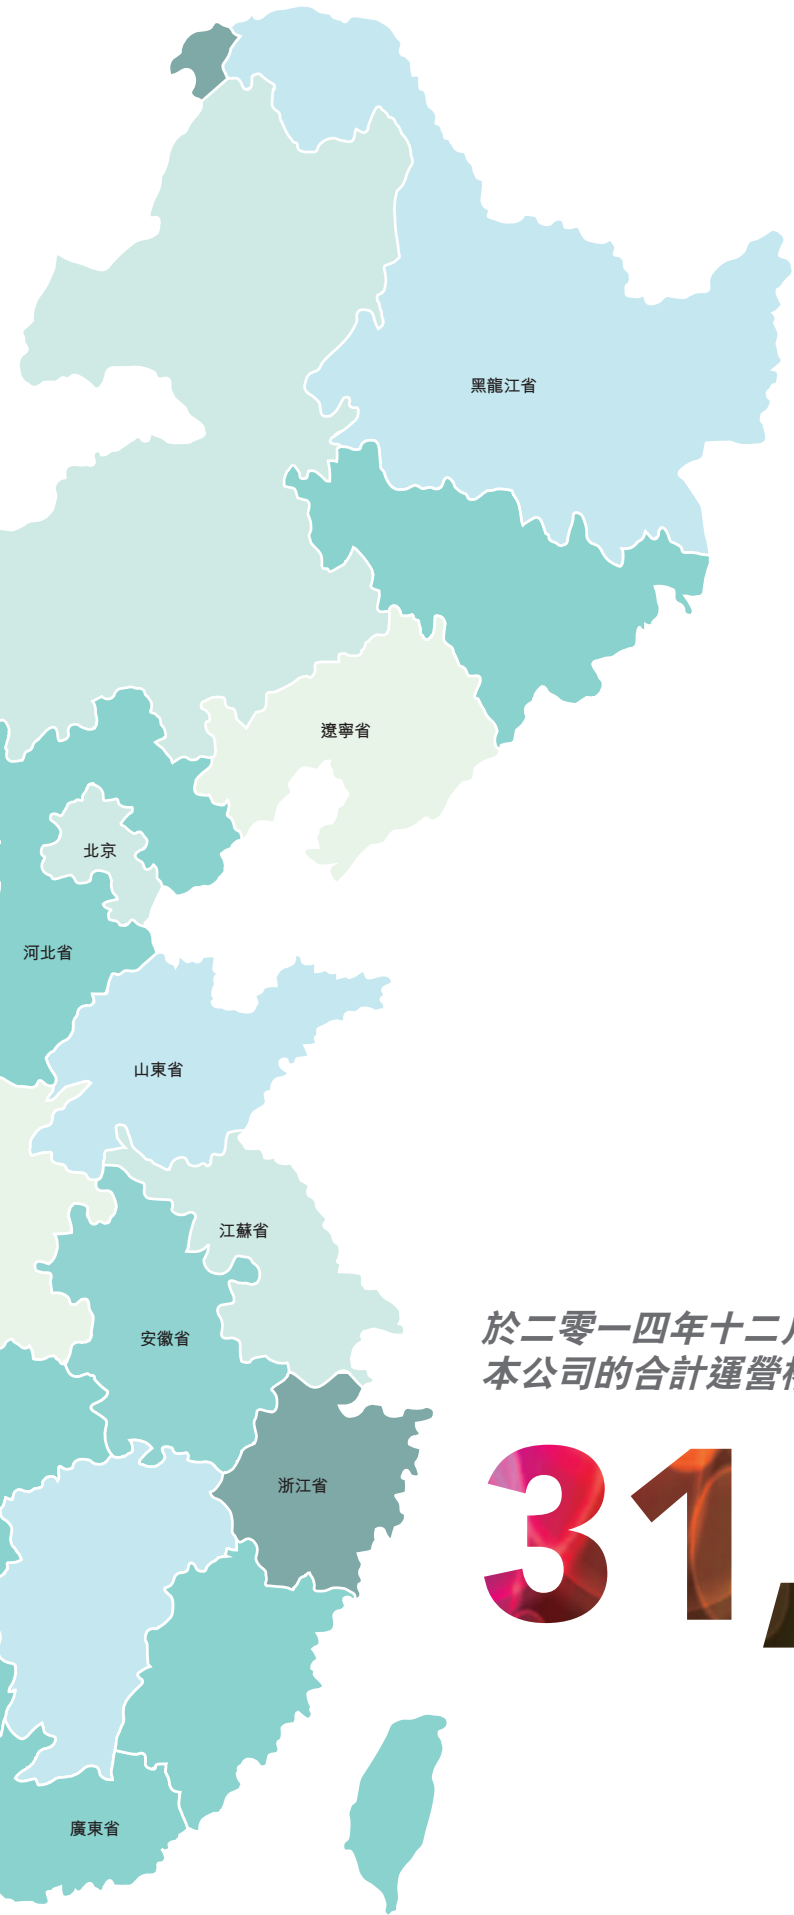 黑龍江省
遼寧省
北京
河北省
山東省
江蘇省
安徽省
於二零一四年十二
本公司的合計運營
31,
浙江省
廣東省